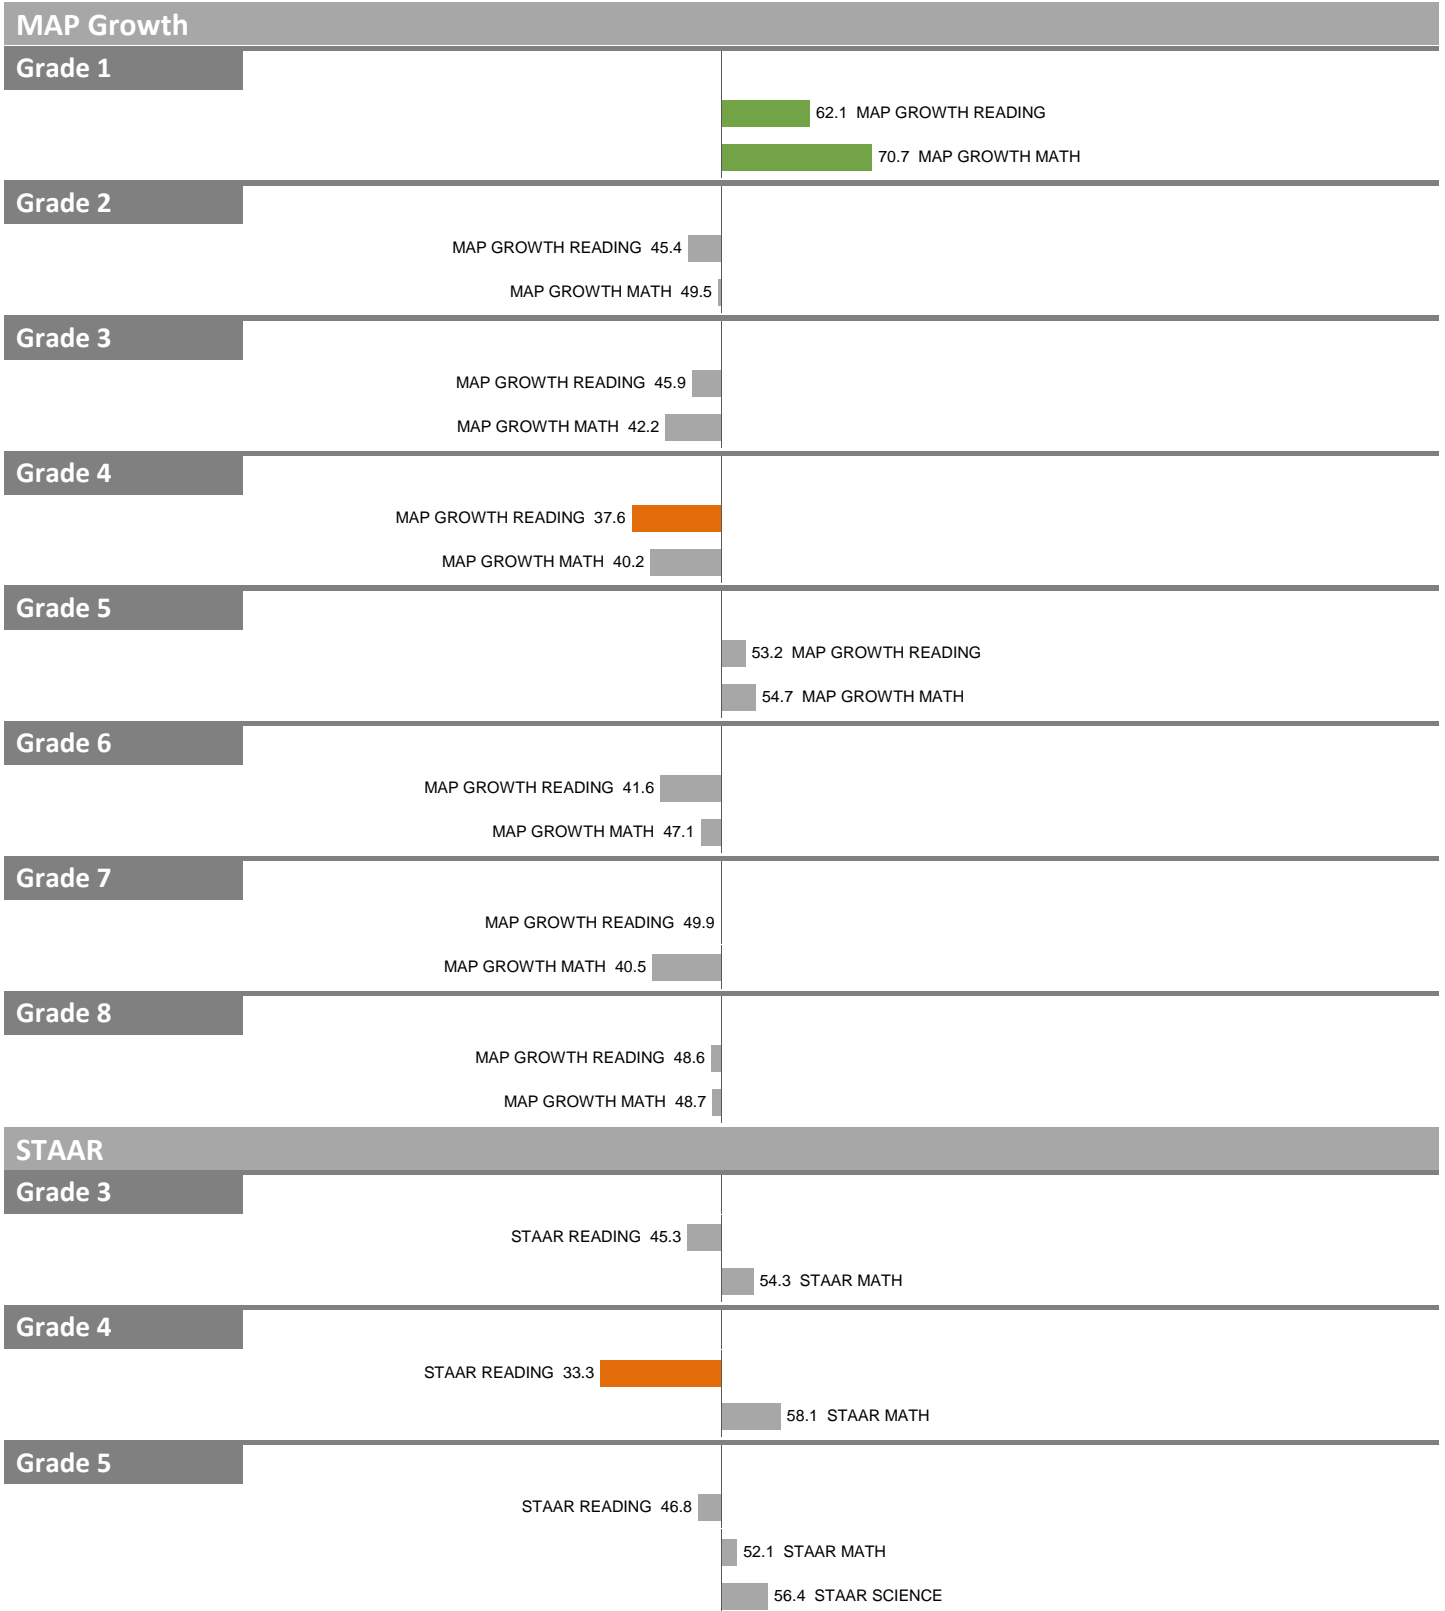 MAP Growth
Grade 1
62.1 MAP GROWTH READING
70.7 MAP GROWTH MATH
Grade 2
MAP GROWTH READING 45.4
MAP GROWTH MATH 49.5
Grade 3
MAP GROWTH READING 45.9
MAP GROWTH MATH 42.2
Grade 4
MAP GROWTH READING 37.6
MAP GROWTH MATH 40.2
Grade 5
53.2 MAP GROWTH READING
54.7 MAP GROWTH MATH
Grade 6
MAP GROWTH READING 41.6
MAP GROWTH MATH 47.1
Grade 7
MAP GROWTH READING 49.9
MAP GROWTH MATH 40.5
Grade 8
MAP GROWTH READING 48.6
MAP GROWTH MATH 48.7
STAAR
Grade 3
STAAR READING 45.3
54.3 STAAR MATH
Grade 4
STAAR READING 33.3
58.1 STAAR MATH
Grade 5
STAAR READING 46.8
52.1 STAAR MATH
56.4 STAAR SCIENCE